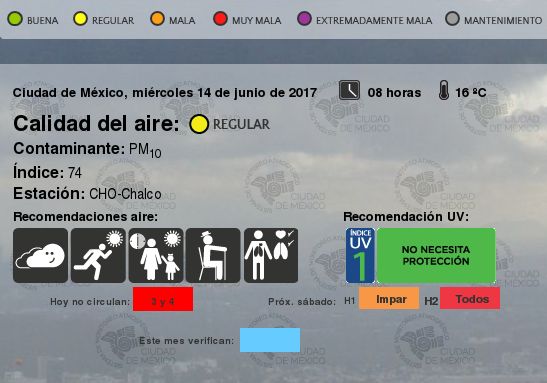 BUENA REGULAR MALA MUY MALA EXTREMADAMENTE MALA MANTENIMIENTO
Ciudad de México, miércoles 14 de junio de 2017 08 horas 16 ºC
Calidad del aire: REGULAR
Contaminante: PM10
Índice: 74
Estación: CHO-Chalco
Recomendaciones aire: Recomendación UV:
ÍNDICE UV 1 NO NECESITA PROTECCIÓN
Hoy no circulan: 3 y 4 Próx. sábado: H1 Impar H2 Todos
Este mes verifican:
CIUDAD DE MÉXICO